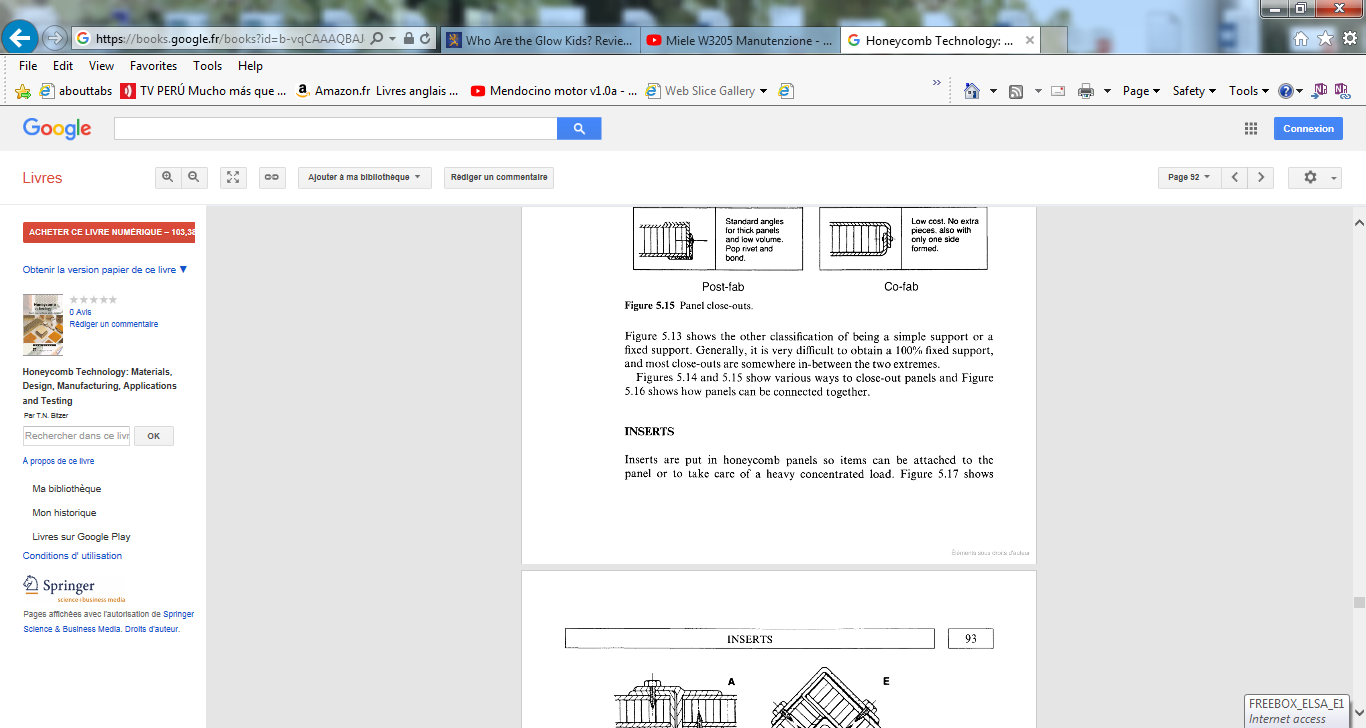 https://books.google.fr/books?id=b-vqCAAAQBAJ
Who Are the Glow Kids? Revie...
Miele W3205 Manutenzione - ...
Honeycomb Technology: ...
File Edit View Favorites Tools Help
abouttabs
TV PERÚ Mucho más que ...
Amazon.fr Livres anglais ...
Mendocino motor v1.0a - ...
Web Slice Gallery
Page Safety Tools
Google
Connexion
Livres
Ajouter à ma bibliothèque
Rédiger un commentaire
Page 92
ACHETER CE LIVRE NUMÉRIQUE – 103,38
Obtenir la version papier de ce livre ▼
0 Avis
Rédiger un commentaire
Honeycomb Technology: Materials,
Design, Manufacturing, Applications
and Testing
Par T.N. Bitzer
Rechercher dans ce livr
OK
À propos de ce livre
Ma bibliothèque
Mon historique
Livres sur Google Play
Conditions d' utilisation
Springer
science+business media
Pages affichées avec l'autorisation de Springer
Science & Business Media. Droits d'auteur.
Standard angles
for thick panels
and low volume.
Pop rivet and
bond.
Low cost. No extra
pieces, also with
only one side
formed.
Post-fab
Co-fab
Figure 5.15 Panel close-outs.
Figure 5.13 shows the other classification of being a simple support or a
fixed support. Generally, it is very difficult to obtain a 100% fixed support,
and most close-outs are somewhere in-between the two extremes.
Figures 5.14 and 5.15 show various ways to close-out panels and Figure
5.16 shows how panels can be connected together.
INSERTS
Inserts are put in honeycomb panels so items can be attached to the
panel or to take care of a heavy concentrated load. Figure 5.17 shows
Éléments sous droits d'auteur
INSERTS
93
A
E
FREEBOX_ELSA_E1
Internet access